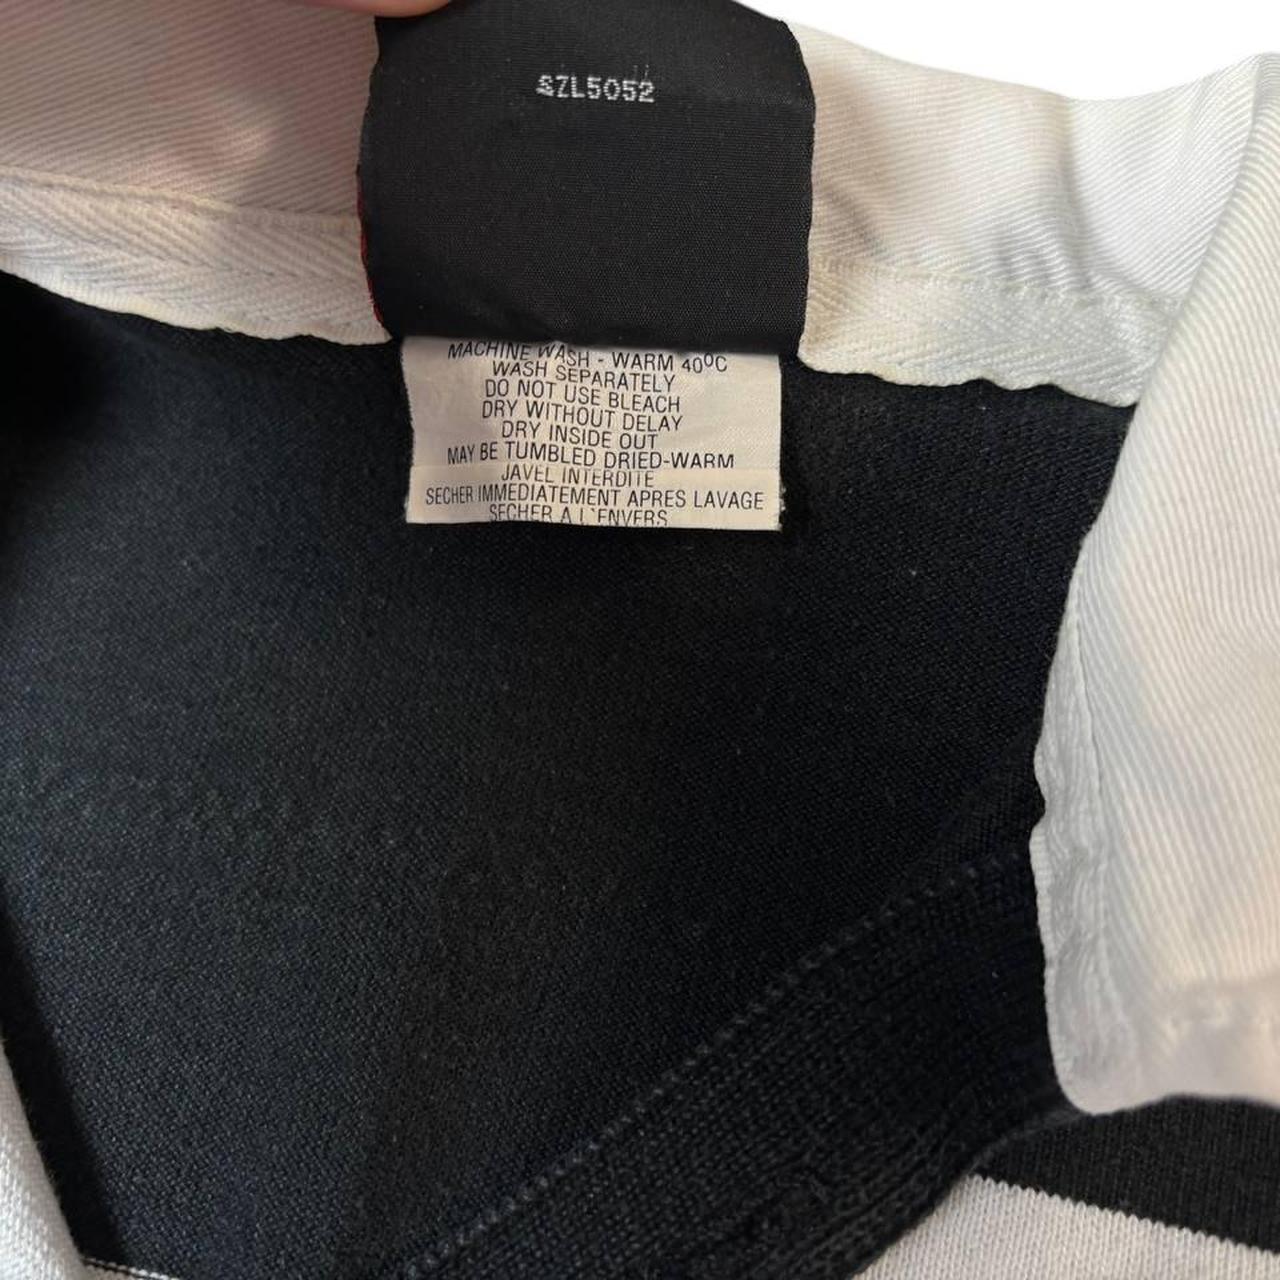 SZL5052
MACHINE WASH - WARM 40ºC
WASH SEPARATELY
DO NOT USE BLEACH
DRY WITHOUT DELAY
DRY INSIDE OUT
MAY BE TUMBLED DRIED-WARM
JAVEL INTERDITE
SECHER IMMEDIATEMENT APRES LAVAGE
SECHER A L`ENVERS